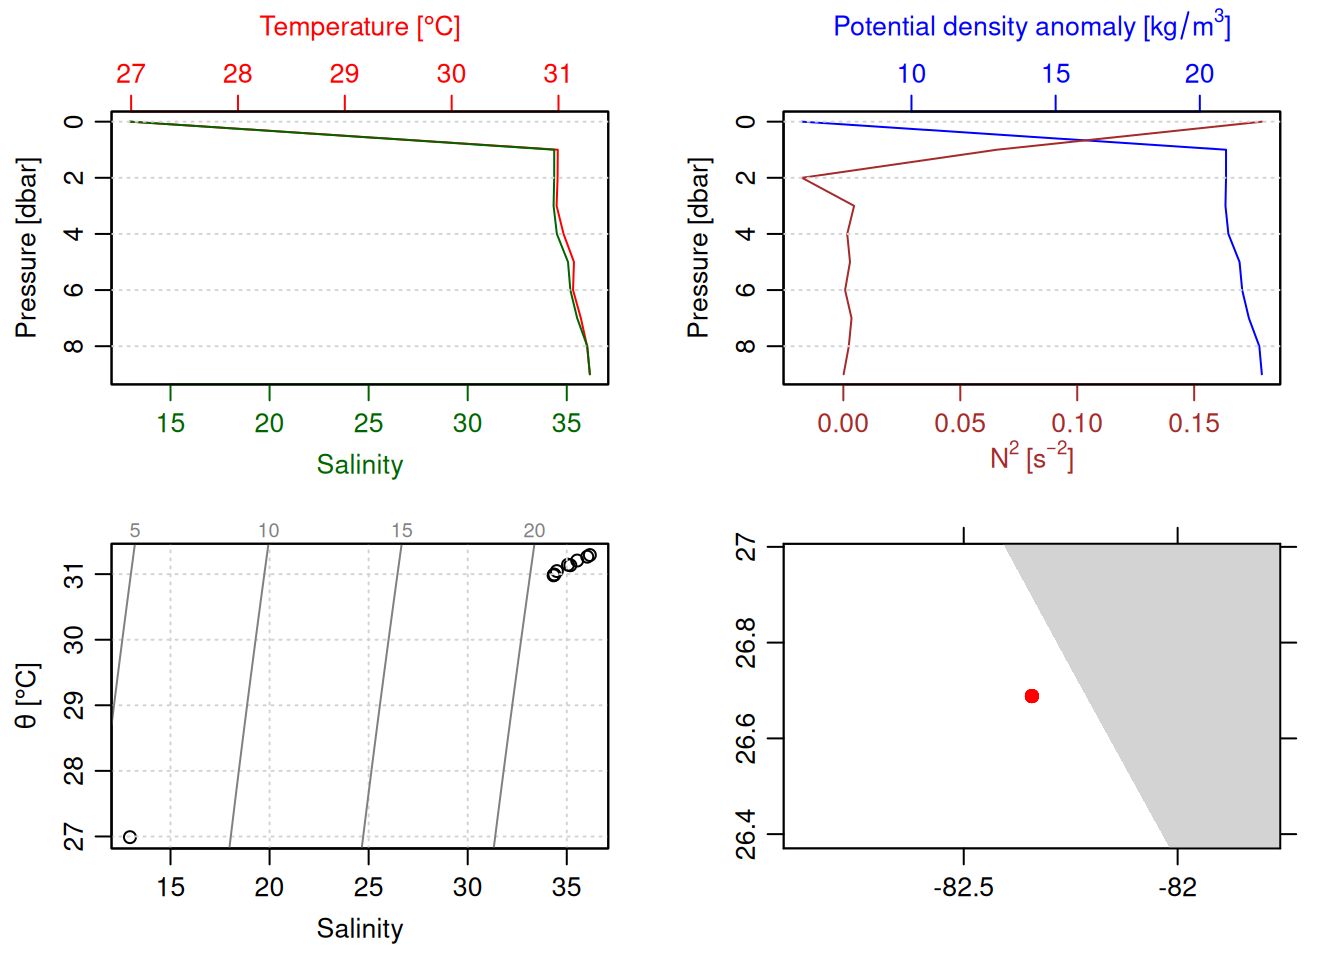 Temperature [°C]
27 28 29 30 31
Pressure [dbar]
0 2 4 6 8
15 20 25 30 35
Salinity
Potential density anomaly [kg/m³]
10 15 20
Pressure [dbar]
0 2 4 6 8
0.00 0.05 0.10 0.15
N² [s⁻²]
5 10 15 20
θ [°C]
27 28 29 30 31
15 20 25 30 35
Salinity
26.4 26.6 26.8 27
-82.5 -82